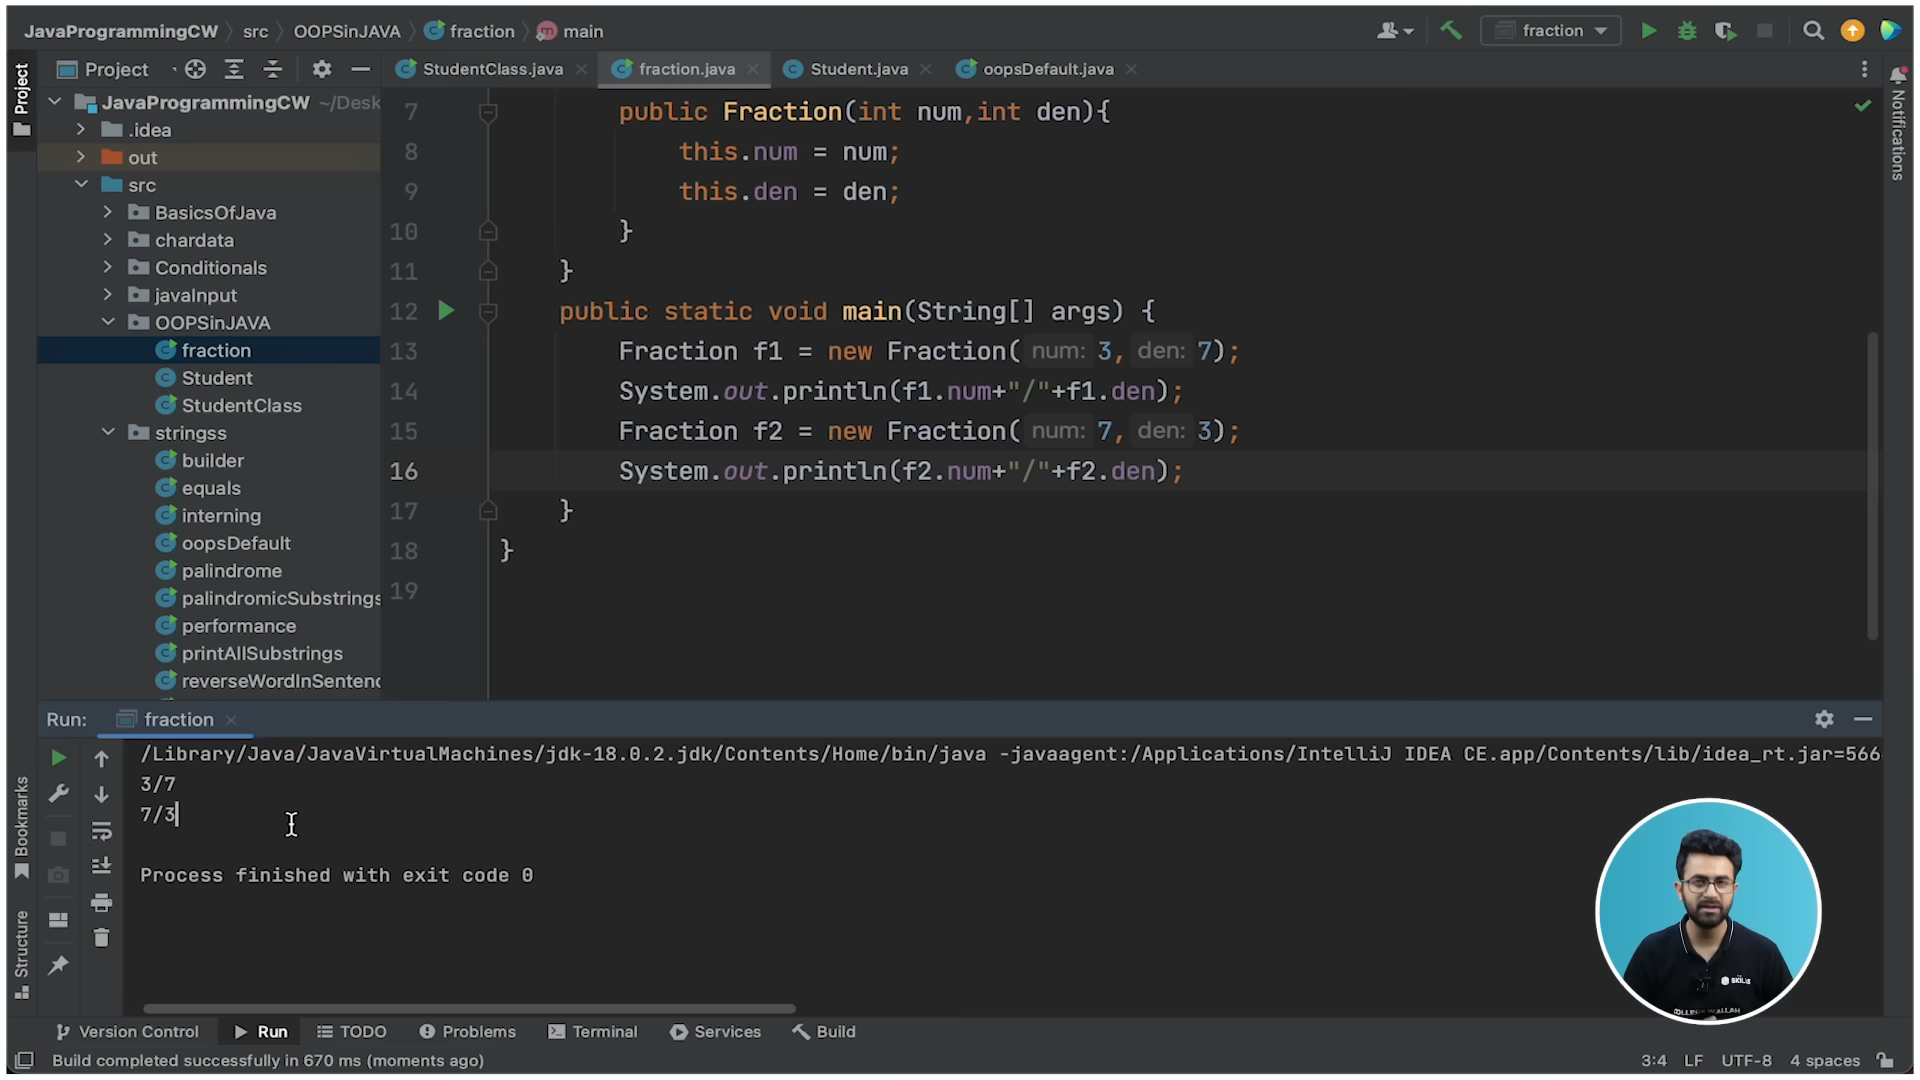 JavaProgrammingCW src OOPSinJAVA fraction main
fraction
Project
StudentClass.java fraction.java Student.java oopsDefault.java
Project
Notifications
JavaProgrammingCW ~/Desk
.idea
out
src
BasicsOfJava
chardata
Conditionals
javaInput
OOPSinJAVA
fraction
Student
StudentClass
stringss
builder
equals
interning
oopsDefault
palindrome
palindromicSubstrings
performance
printAllSubstrings
reverseWordInSentenc
7 public Fraction(int num,int den){
8 this.num = num;
9 this.den = den;
10 }
11 }
12 public static void main(String[] args) {
13 Fraction f1 = new Fraction( num: 3, den: 7);
14 System.out.println(f1.num+"/"+f1.den);
15 Fraction f2 = new Fraction( num: 7, den: 3);
16 System.out.println(f2.num+"/"+f2.den);
17 }
18 }
19
Run: fraction
/Library/Java/JavaVirtualMachines/jdk-18.0.2.jdk/Contents/Home/bin/java -javaagent:/Applications/IntelliJ IDEA CE.app/Contents/lib/idea_rt.jar=566
3/7
7/3
Process finished with exit code 0
Bookmarks
Structure
SKILLS
Version Control Run TODO Problems Terminal Services Build
Build completed successfully in 670 ms (moments ago)
3:4 LF UTF-8 4 spaces